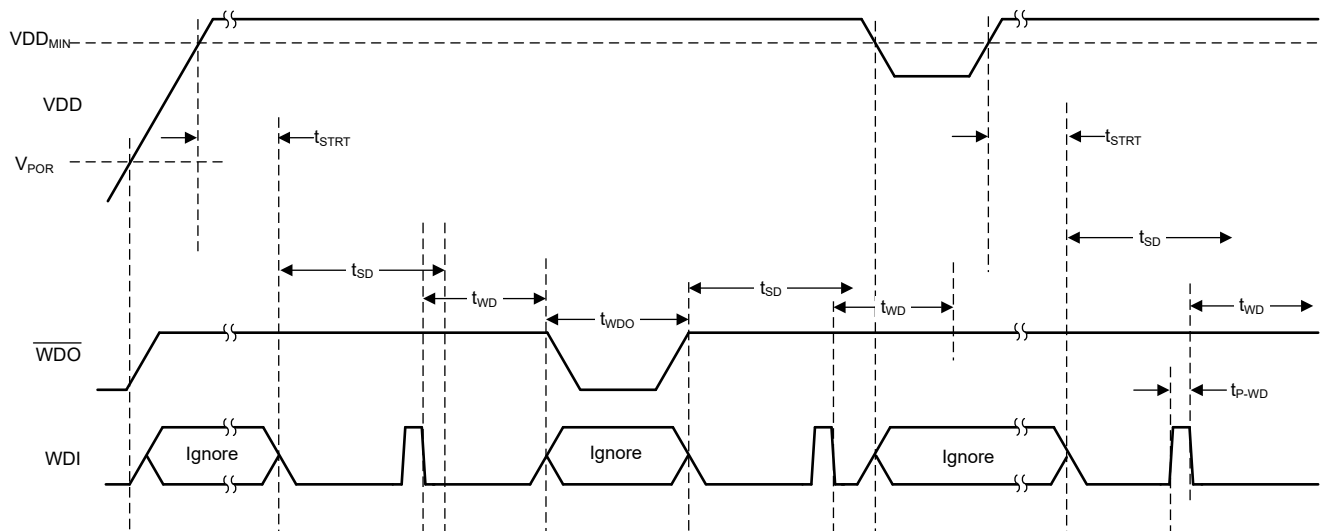 VDD_MIN
VDD
t_STRT
t_STRT
V_POR
t_SD
t_SD
t_WD
t_SD
t_WD
t_WD
t_WDO
WDO
t_P-WD
WDI
Ignore
Ignore
Ignore